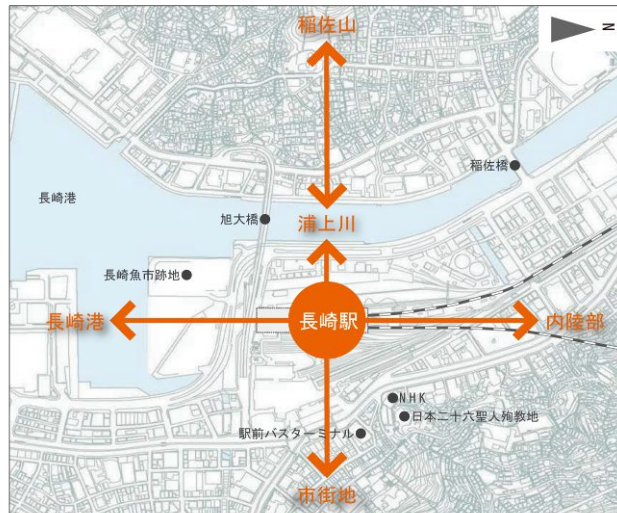 稲佐山
N
稲佐橋
長崎港
旭大橋
浦上川
長崎魚市跡地
長崎港
長崎駅
内陸部
NHK
日本二十六聖人殉教地
駅前バスターミナル
市街地